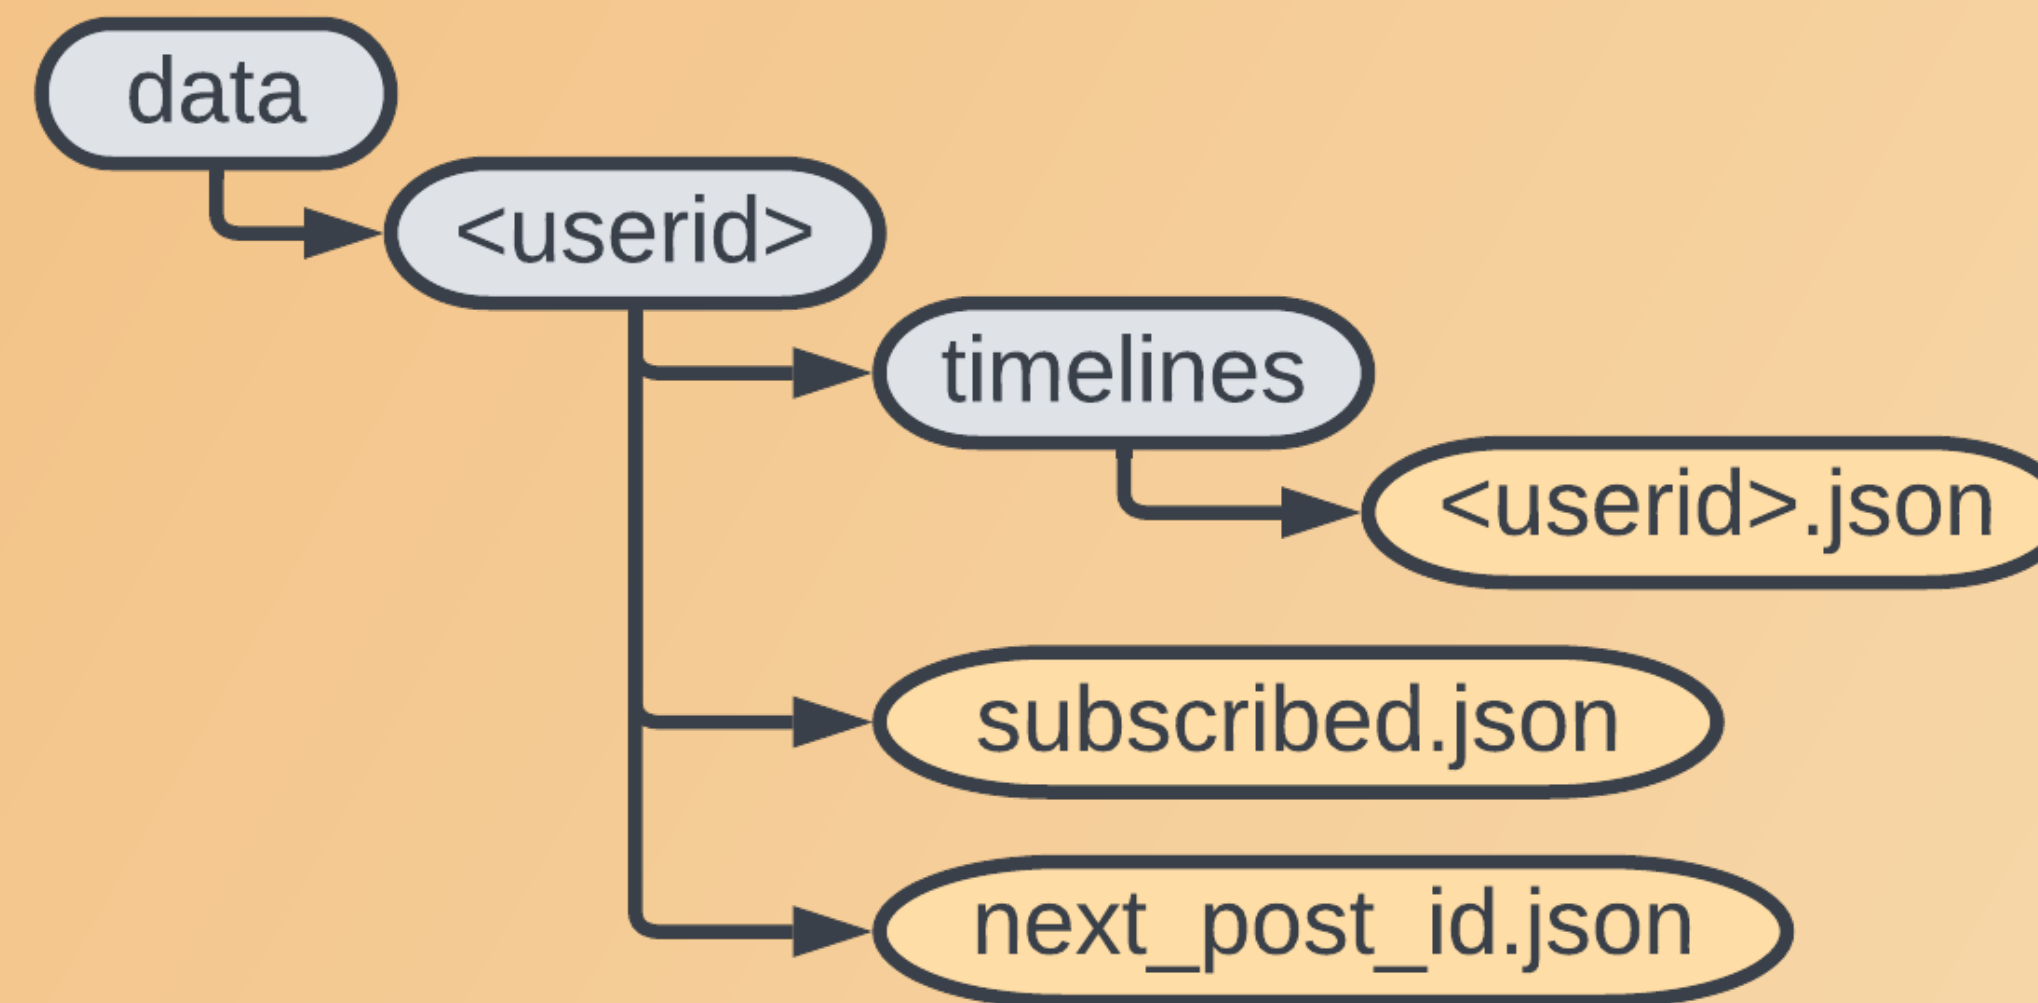 data
<userid>
timelines
<userid>.json
subscribed.json
next_post_id.json